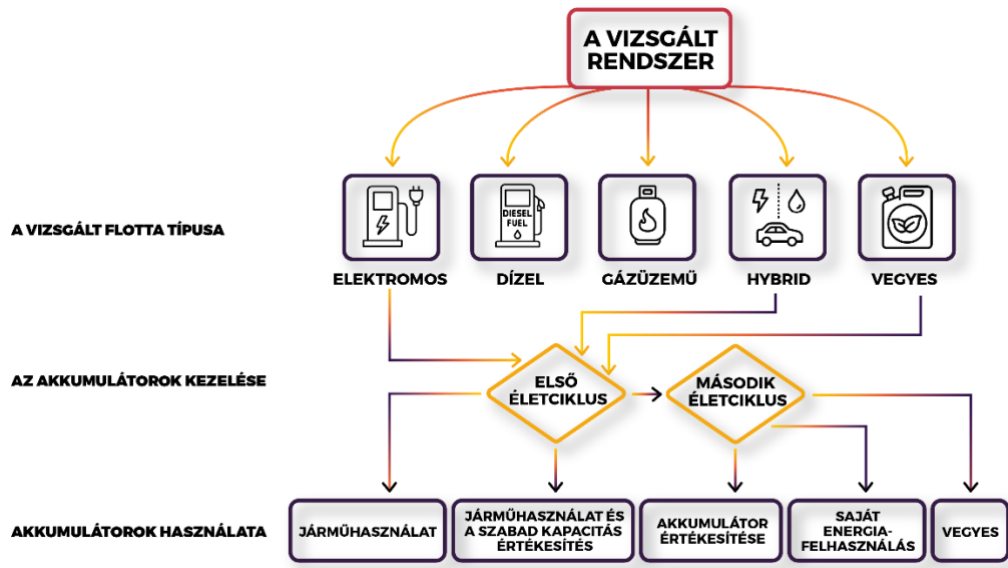 A VIZSGÁLT
RENDSZER
A VIZSGÁLT FLOTTA TÍPUSA
DIESEL
FUEL
ELEKTROMOS
DÍZEL
GÁZÜZEMŰ
HYBRID
VEGYES
AZ AKKUMULÁTOROK KEZELÉSE
ELSŐ
ÉLETCIKLUS
MÁSODIK
ÉLETCIKLUS
AKKUMULÁTOROK HASZNÁLATA
JÁRMŰHASZNÁLAT
JÁRMŰHASZNÁLAT ÉS
A SZABAD KAPACITÁS
ÉRTÉKESÍTÉS
AKKUMULÁTOR
ÉRTÉKESÍTÉSE
SAJÁT
ENERGIA-
FELHASZNÁLÁS
VEGYES